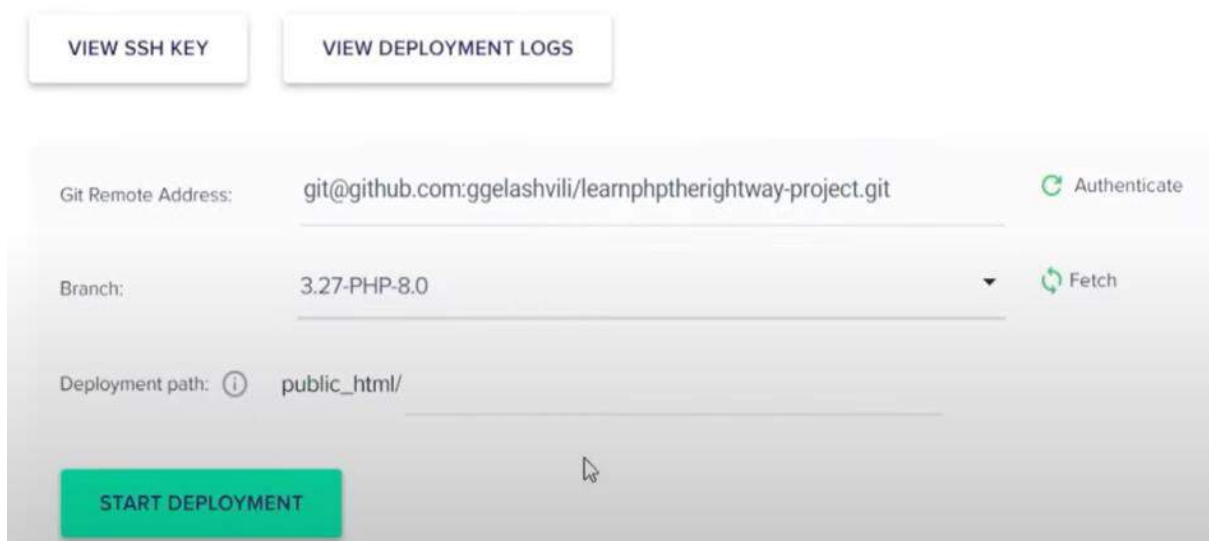 VIEW SSH KEY VIEW DEPLOYMENT LOGS
Git Remote Address: git@github.com:ggelashvili/learnphptherightway-project.git Authenticate
Branch: 3.27-PHP-8.0 Fetch
Deployment path: public_html/
START DEPLOYMENT